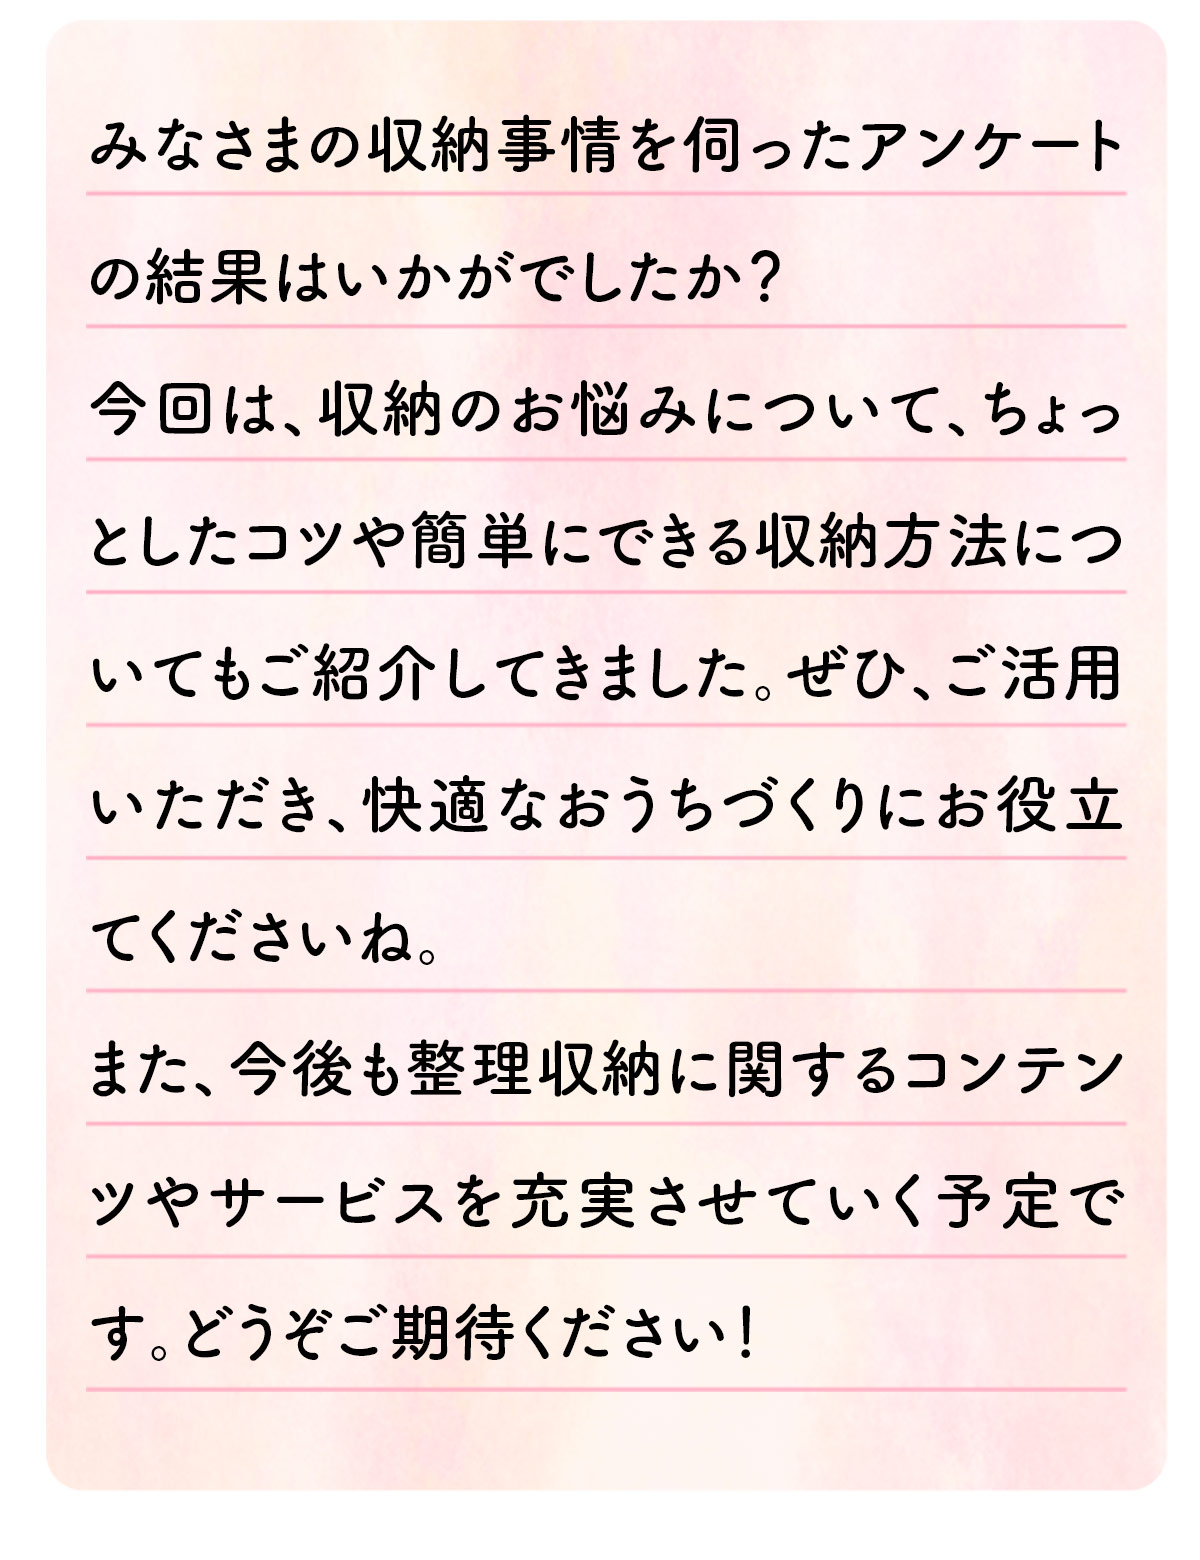 みなさまの収納事情を伺ったアンケート
の結果はいかがでしたか？
今回は、収納のお悩みについて、ちょっ
としたコツや簡単にできる収納方法につ
いてもご紹介してきました。ぜひ、ご活用
いただき、快適なおうちづくりにお役立
てくださいね。
また、今後も整理収納に関するコンテン
ツやサービスを充実させていく予定で
す。どうぞご期待ください！